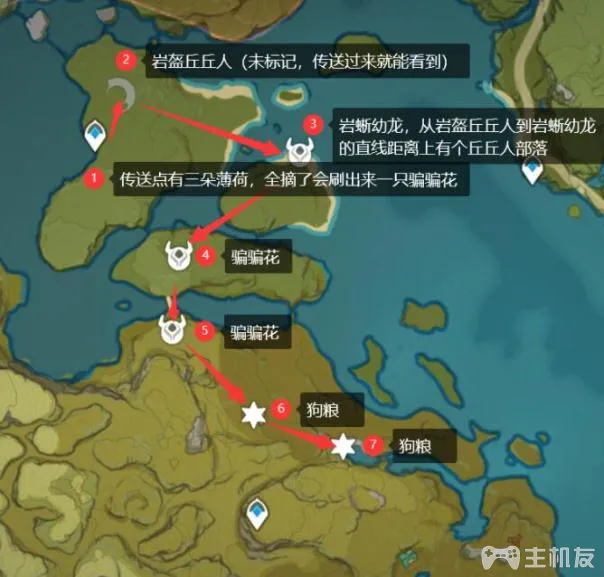 2 岩盔丘丘人（未标记，传送过来就能看到）
3 岩蜥幼龙，从岩盔丘丘人到岩蜥幼龙
的直线距离上有个丘丘人部落
1 传送点有三朵薄荷，全摘了会刷出来一只骗骗花
4 骗骗花
5 骗骗花
6 狗粮
7 狗粮
主机友